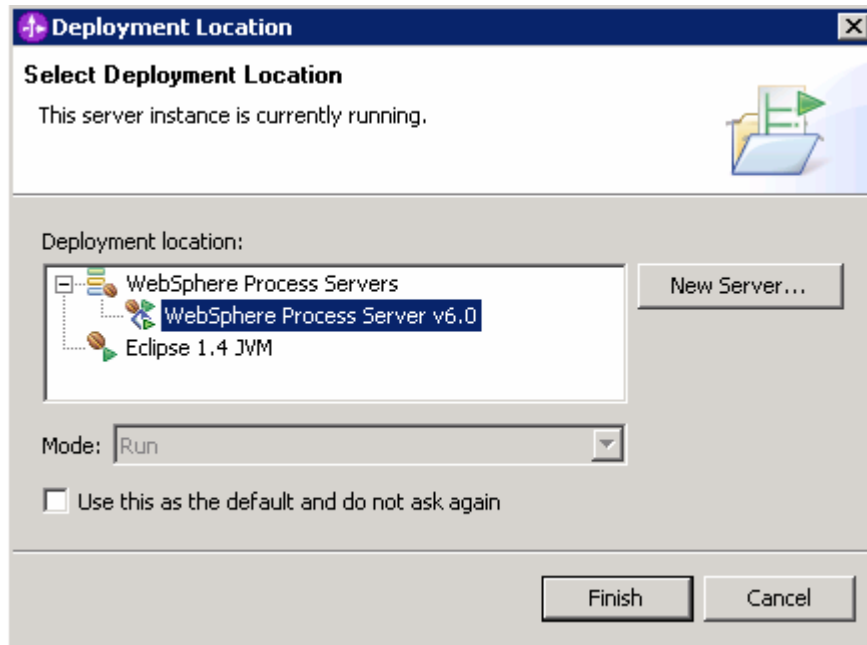 Deployment Location
Select Deployment Location
This server instance is currently running.
Deployment location:
WebSphere Process Servers
New Server...
WebSphere Process Server v6.0
Eclipse 1.4 JVM
Mode: Run
Use this as the default and do not ask again
Finish Cancel